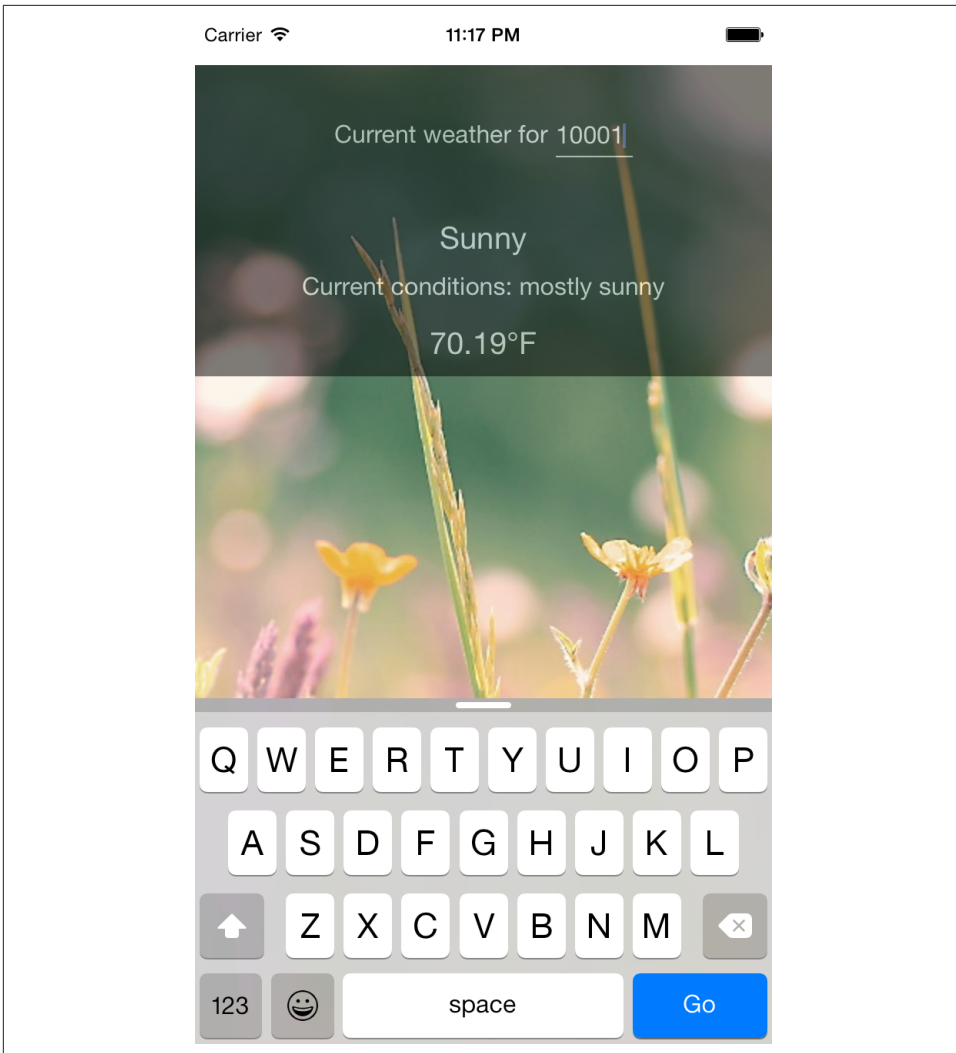 Carrier 11:17 PM
Current weather for 10001
Sunny
Current conditions: mostly sunny
70.19°F
Q W E R T Y U I O P
A S D F G H J K L
Z X C V B N M
123 space Go